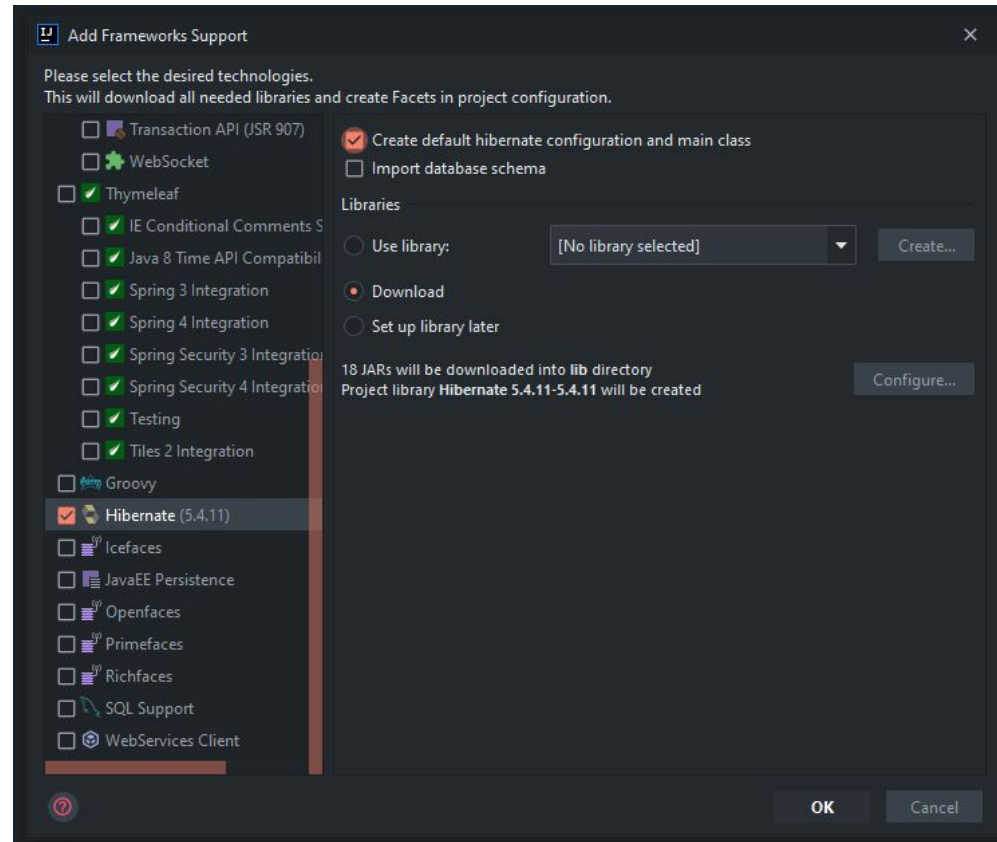 Add Frameworks Support
Please select the desired technologies.
This will download all needed libraries and create Facets in project configuration.
Transaction API (JSR 907)
WebSocket
Thymeleaf
IE Conditional Comments S
Java 8 Time API Compatibil
Spring 3 Integration
Spring 4 Integration
Spring Security 3 Integration
Spring Security 4 Integration
Testing
Tiles 2 Integration
Groovy
Hibernate (5.4.11)
Icefaces
JavaEE Persistence
Openfaces
Primefaces
Richfaces
SQL Support
WebServices Client
Create default hibernate configuration and main class
Import database schema
Libraries
Use library: [No library selected] Create...
Download
Set up library later
18 JARs will be downloaded into lib directory
Project library Hibernate 5.4.11-5.4.11 will be created
Configure...
OK Cancel